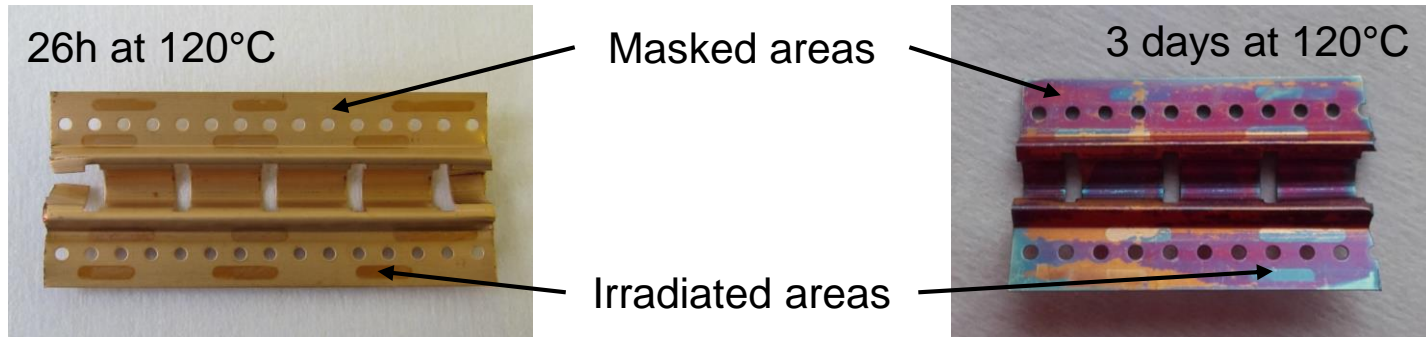 26h at 120°C
Masked areas
3 days at 120°C
Irradiated areas